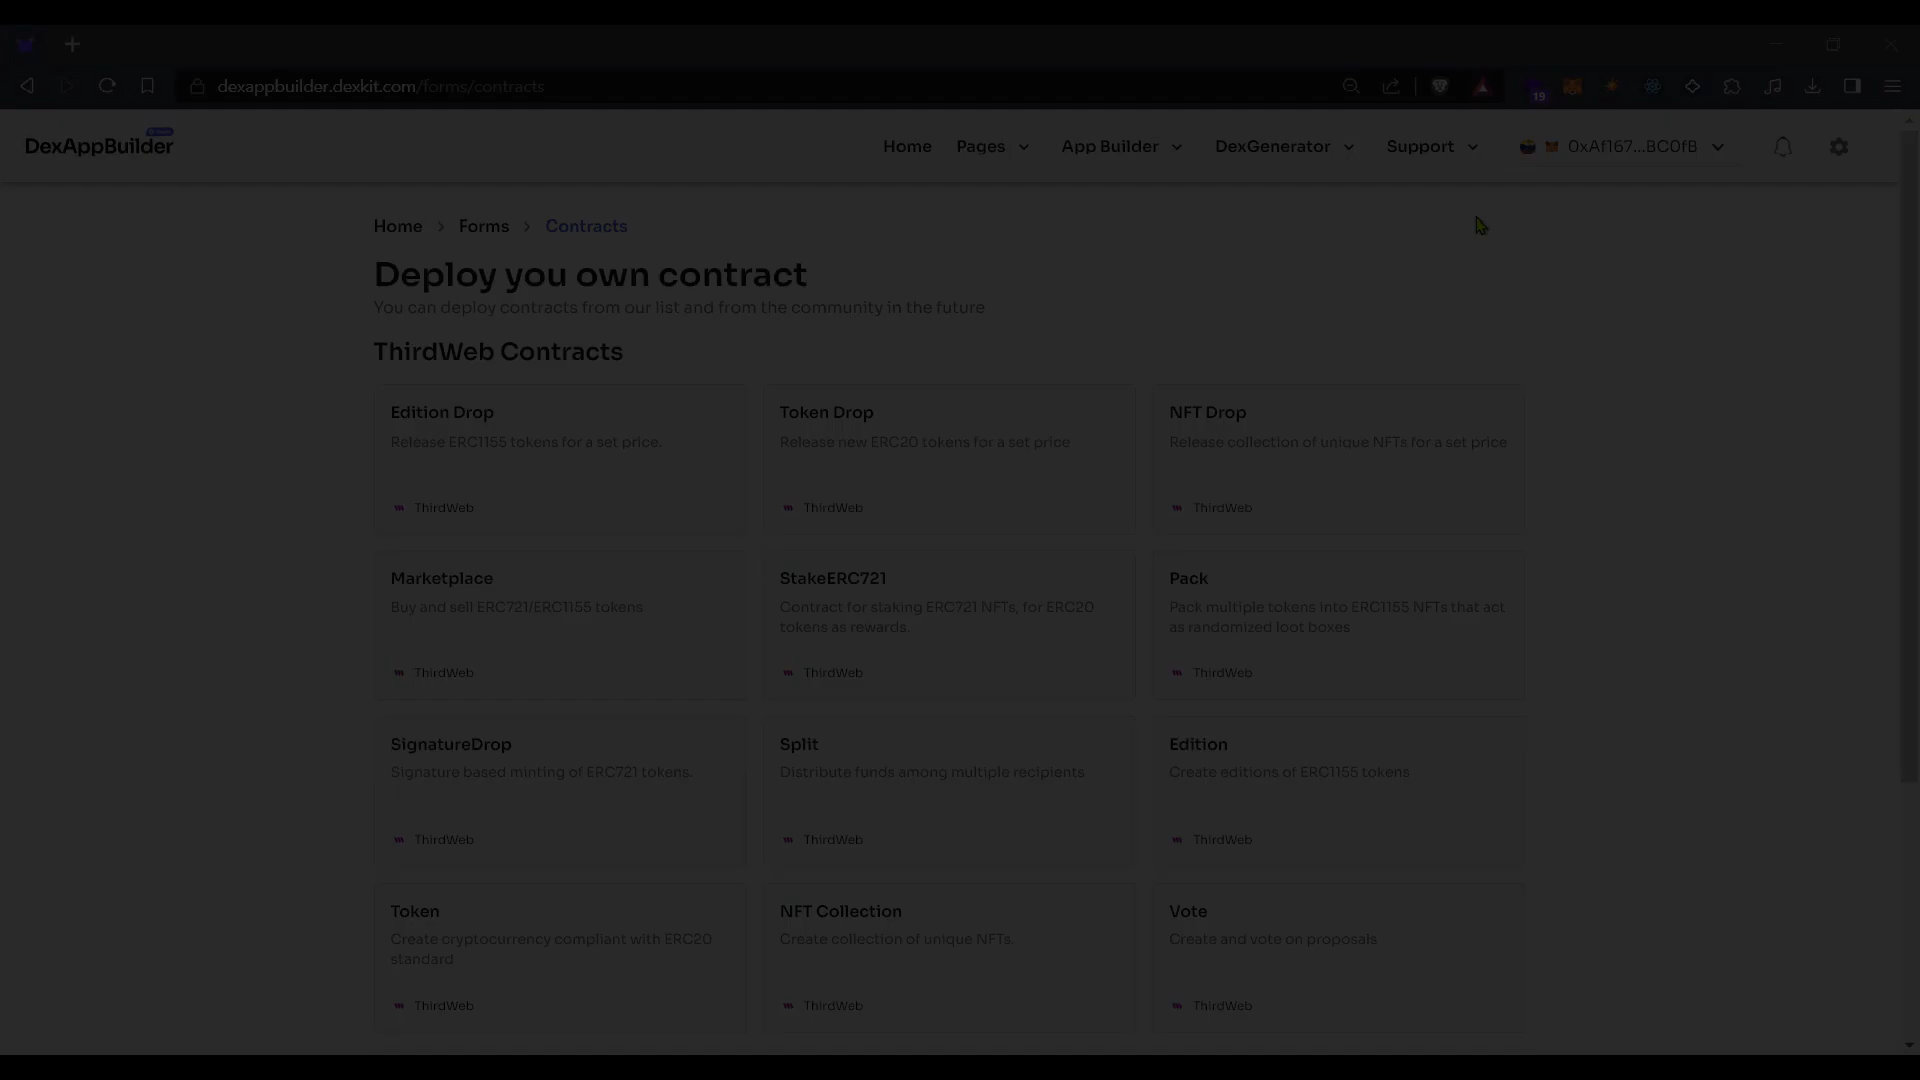 dexappbuilder.dexkit.com/forms/contracts
19
DexAppBuilder
Home Pages App Builder DexGenerator Support 0xAf167...BC0fB
Home > Forms > Contracts
Deploy you own contract
You can deploy contracts from our list and from the community in the future
ThirdWeb Contracts
Edition Drop
Release ERC1155 tokens for a set price.
ThirdWeb
Token Drop
Release new ERC20 tokens for a set price
ThirdWeb
NFT Drop
Release collection of unique NFTs for a set price
ThirdWeb
Marketplace
Buy and sell ERC721/ERC1155 tokens
ThirdWeb
StakeERC721
Contract for staking ERC721 NFTs, for ERC20
tokens as rewards.
ThirdWeb
Pack
Pack multiple tokens into ERC1155 NFTs that act
as randomized loot boxes
ThirdWeb
SignatureDrop
Signature based minting of ERC721 tokens.
ThirdWeb
Split
Distribute funds among multiple recipients
ThirdWeb
Edition
Create editions of ERC1155 tokens
ThirdWeb
Token
Create cryptocurrency compliant with ERC20
standard
ThirdWeb
NFT Collection
Create collection of unique NFTs.
ThirdWeb
Vote
Create and vote on proposals
ThirdWeb